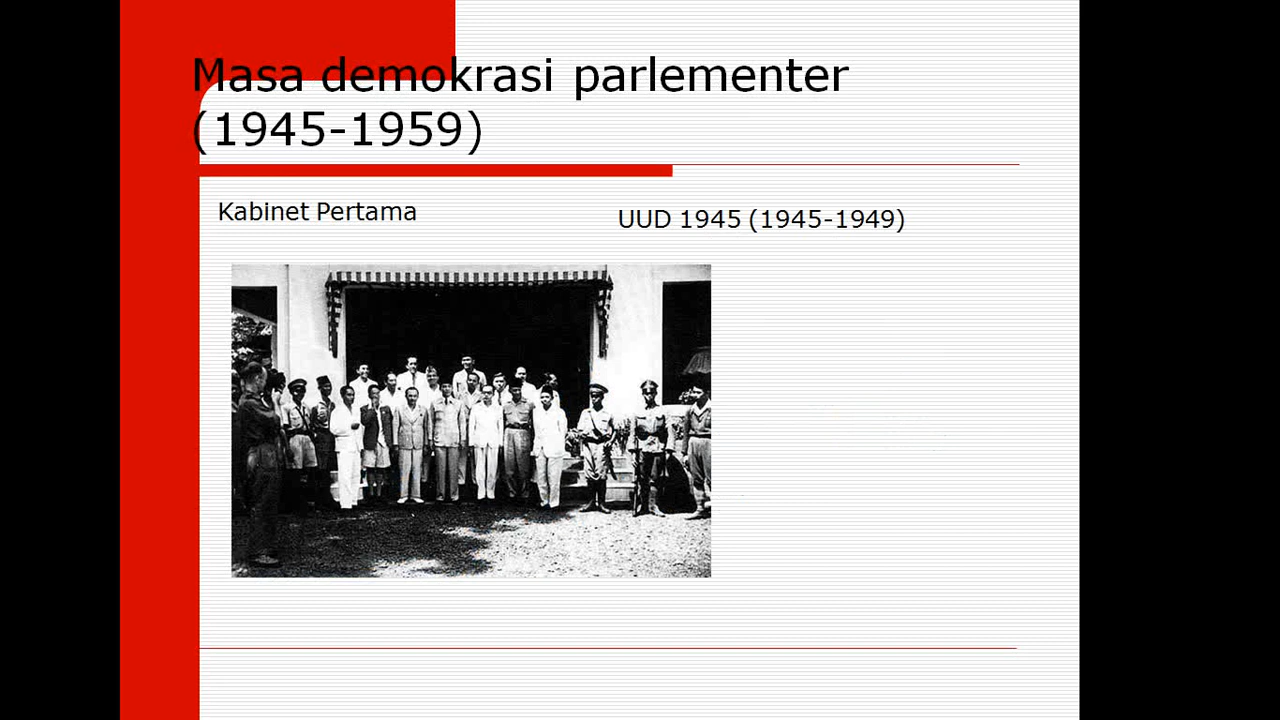 Masa demokrasi parlementer
(1945-1959)
Kabinet Pertama
UUD 1945 (1945-1949)